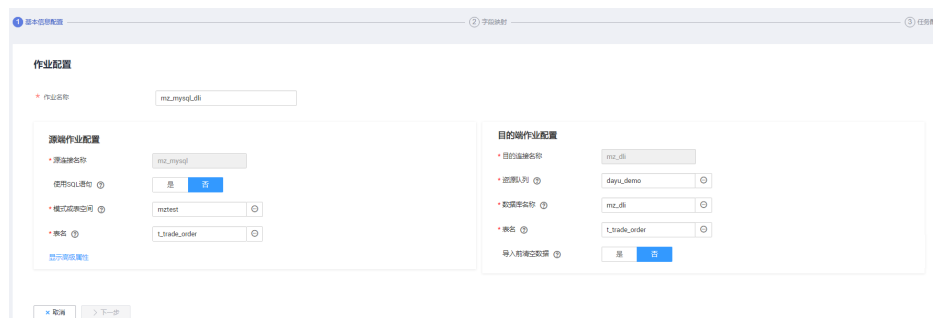 1 基本信息配置
2 字段映射
3 任务配
作业配置
* 作业名称 mz_mysql_dli
源端作业配置
* 源连接名称 mz_mysql
使用SQL语句 ? 是 否
* 模式或表空间 ? mztest
* 表名 ? t_trade_order
显示高级属性
目的端作业配置
* 目的连接名称 mz_dli
* 资源队列 ? dayu_demo
* 数据库名称 ? mz_dli
* 表名 ? t_trade_order
导入前清空数据 ? 是 否
× 取消 > 下一步